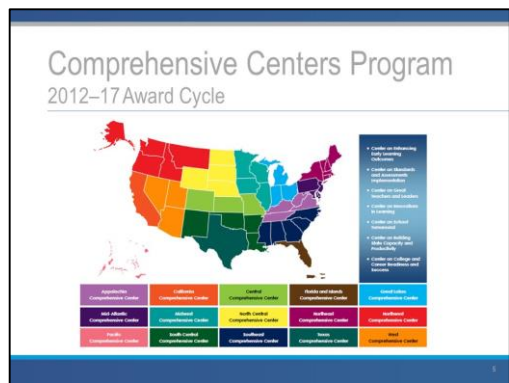 Comprehensive Centers Program
2012–17 Award Cycle
• Center on Enhancing
Early Learning
Outcomes
• Center on Standards
and Assessments
Implementation
• Center on Great
Teachers and Leaders
• Center on Innovations
in Learning
• Center on School
Turnaround
• Center on Building
State Capacity and
Productivity
• Center on College and
Career Readiness and
Success
Appalachia
Comprehensive Center
California
Comprehensive Center
Central
Comprehensive Center
Florida and Islands
Comprehensive Center
Great Lakes
Comprehensive Center
Mid-Atlantic
Comprehensive Center
Midwest
Comprehensive Center
North Central
Comprehensive Center
Northeast
Comprehensive Center
Northwest
Comprehensive Center
Pacific
Comprehensive Center
South Central
Comprehensive Center
Southeast
Comprehensive Center
Texas
Comprehensive Center
West
Comprehensive Center